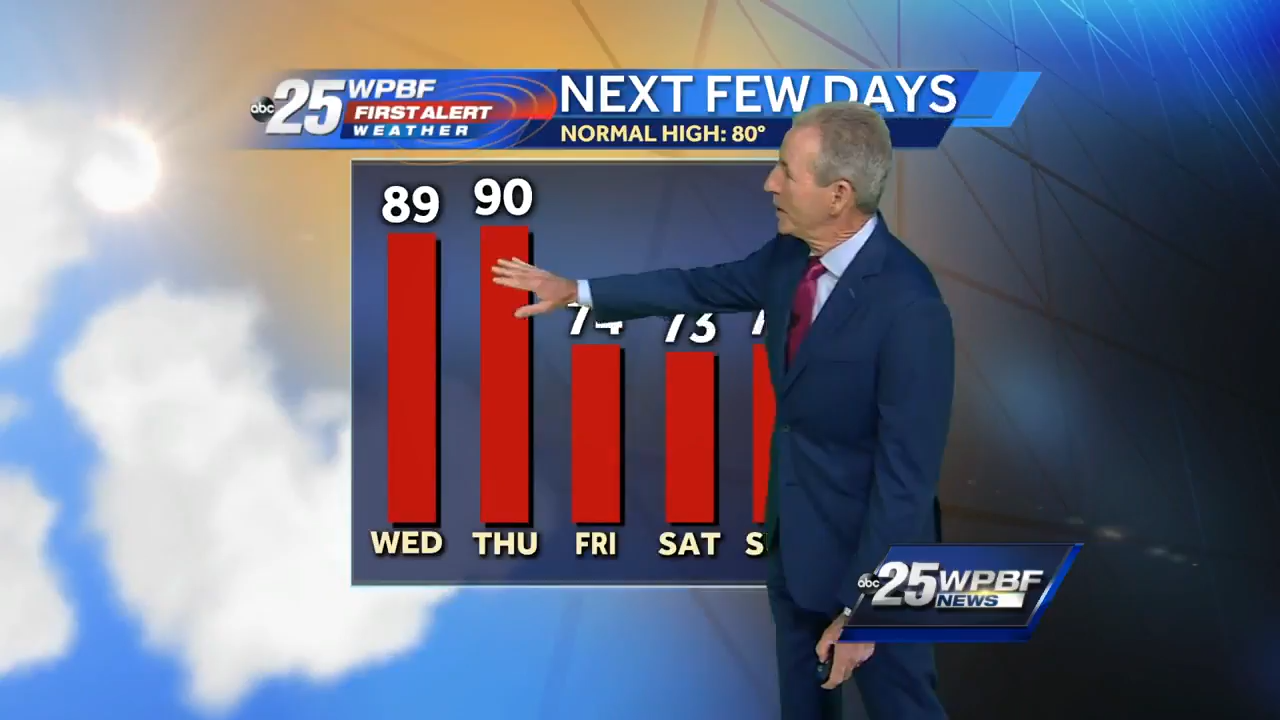 abc 25 WPBF
FIRST ALERT
WEATHER
NEXT FEW DAYS
NORMAL HIGH: 80°
89 90 74 73
WED THU FRI SAT
abc 25 WPBF
NEWS